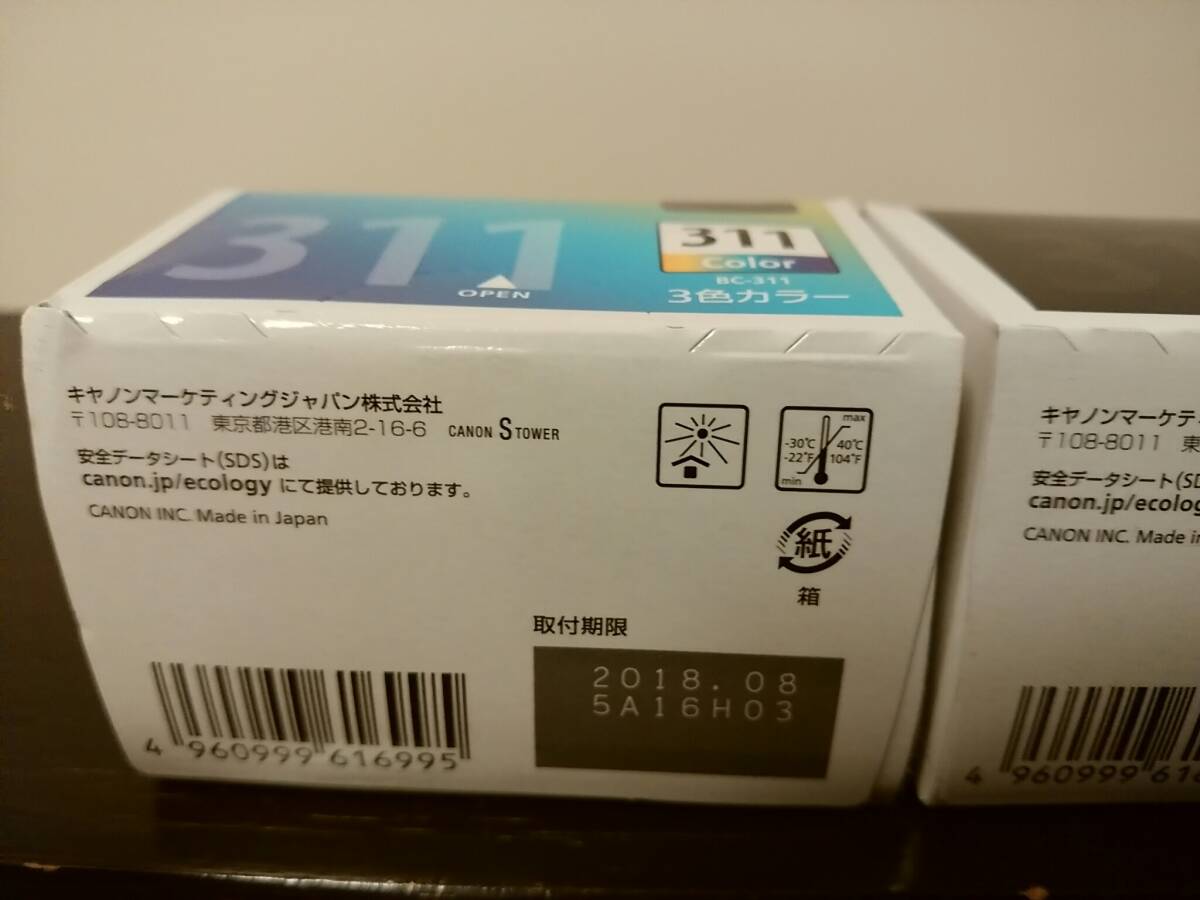 311
OPEN
311
Color
BC-311
3色カラー
キヤノンマーケティングジャパン株式会社
〒108-8011 東京都港区港南2-16-6 CANON S TOWER
安全データシート(SDS)は
canon.jp/ecology にて提供しております。
CANON INC. Made in Japan
max
-30℃ 40℃
-22°F 104°F
min
紙
箱
取付期限
2018.08
5A16H03
4 960999 616995
キヤノンマーケテ
〒108-8011 東
安全データシート(SD
canon.jp/ecolog
CANON INC. Made in
4 960999 61